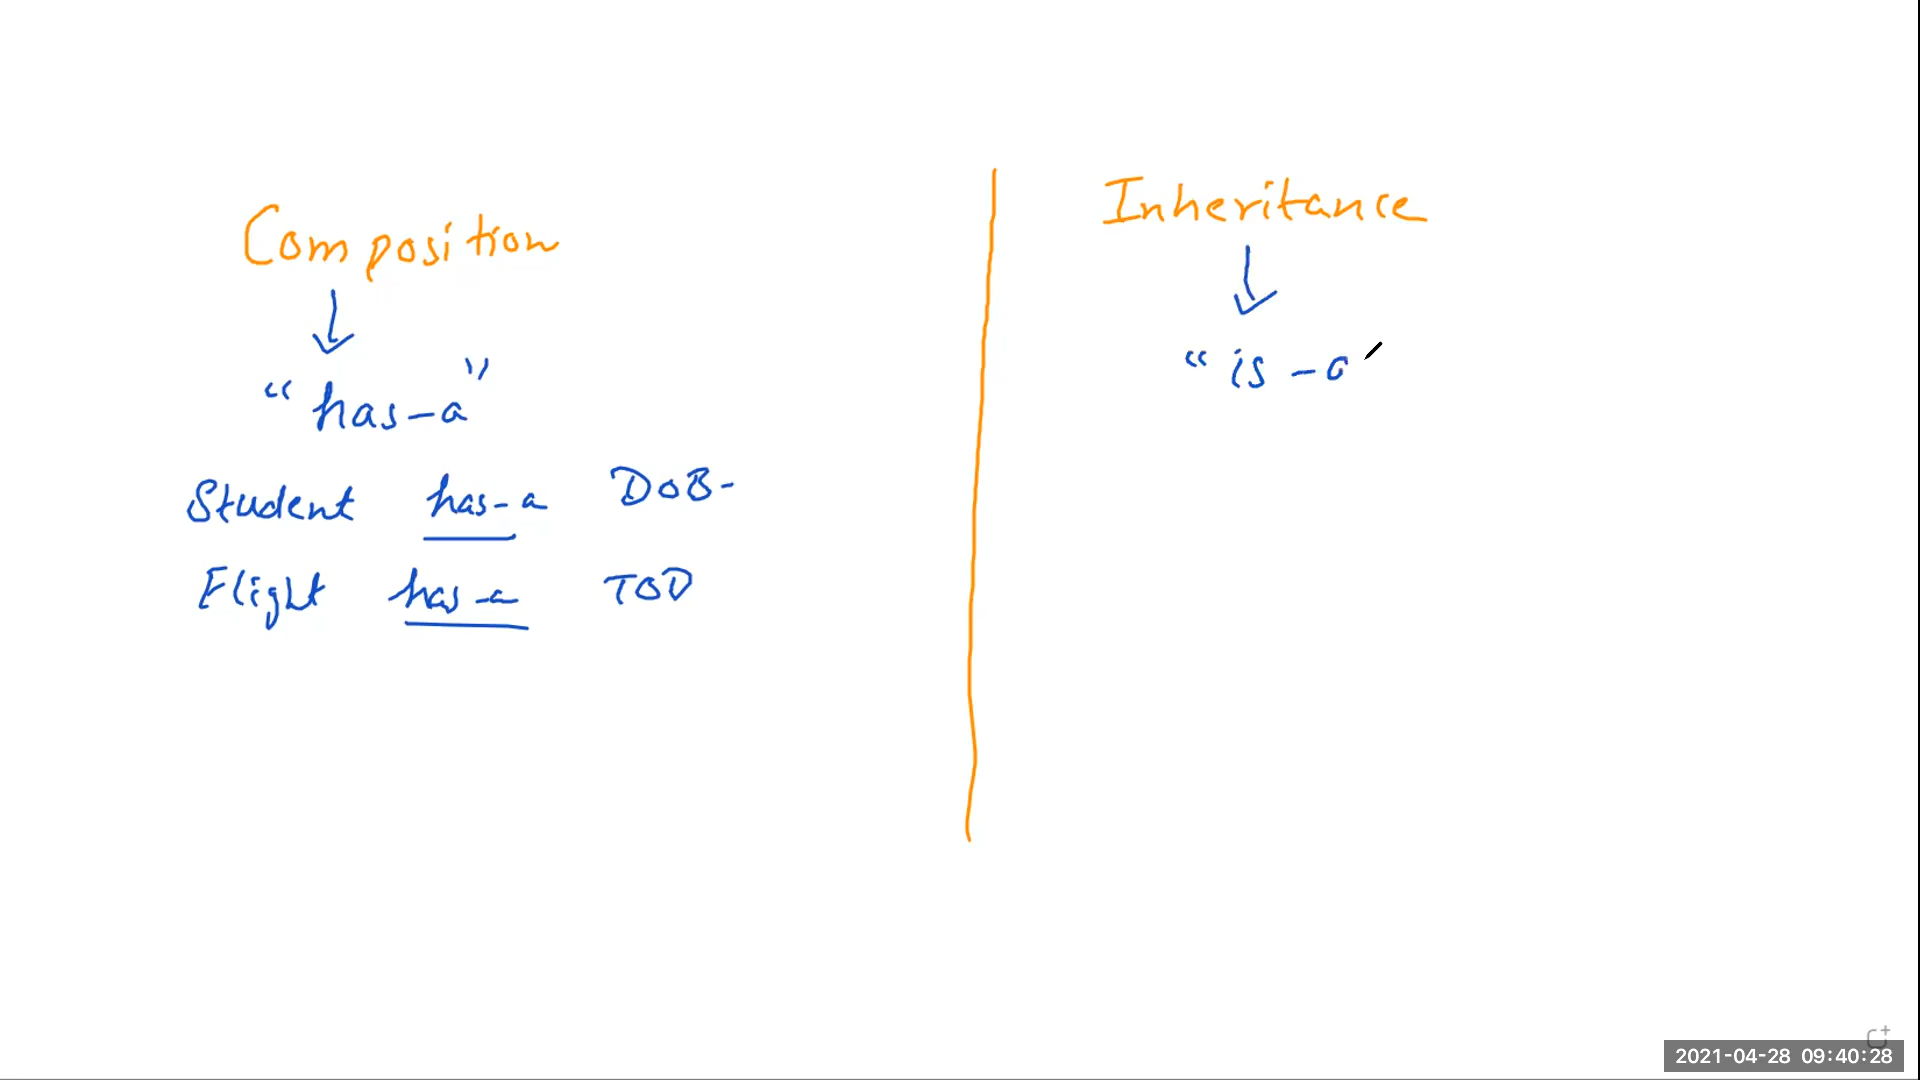 Composition
"has-a"
Student has-a DOB-
Flight has-a TOD
Inheritance
"is-a
2021-04-28 09:40:28